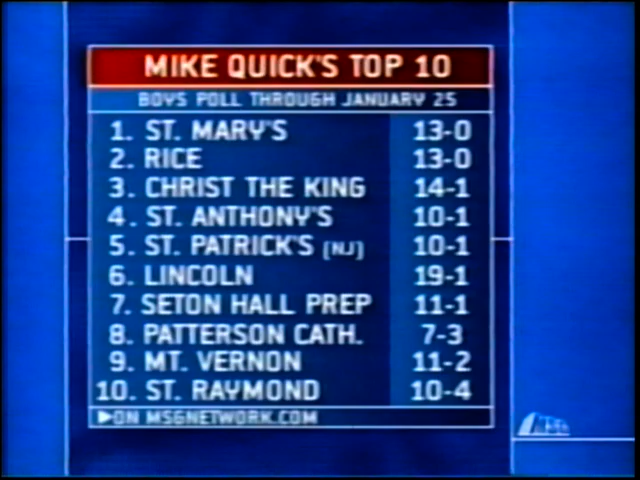 MIKE QUICK'S TOP 10
BOYS POLL THROUGH JANUARY 25
1. ST. MARY'S 13-0
2. RICE 13-0
3. CHRIST THE KING 14-1
4. ST. ANTHONY'S 10-1
5. ST. PATRICK'S (NJ) 10-1
6. LINCOLN 19-1
7. SETON HALL PREP 11-1
8. PATTERSON CATH. 7-3
9. MT. VERNON 11-2
10. ST. RAYMOND 10-4
▶ON MSGNETWORK.COM